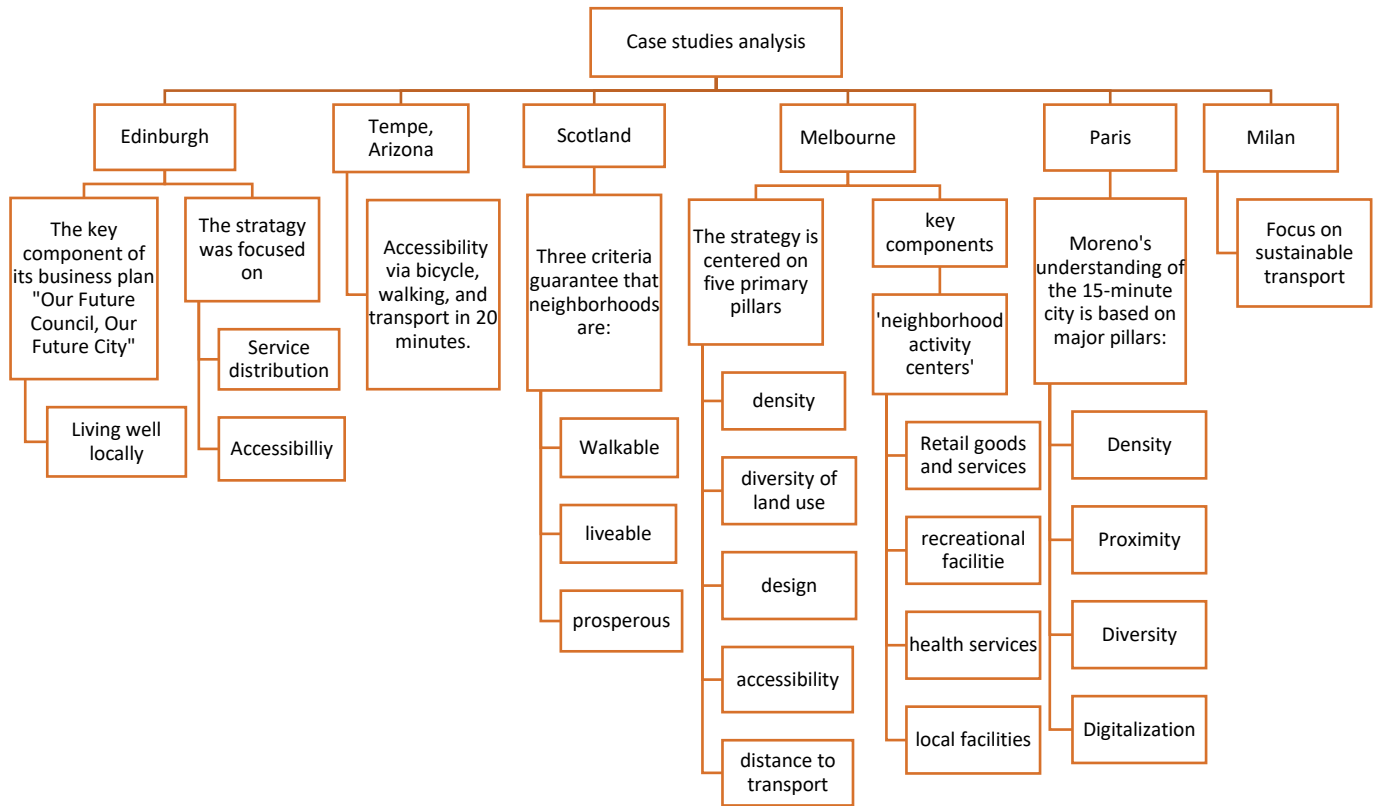 Case studies analysis
Edinburgh
The key
component of
its business plan
"Our Future
Council, Our
Future City"
Living well
locally
The stratagy
was focused
on
Service
distribution
Accessibilliy
Tempe,
Arizona
Accessibility
via bicycle,
walking, and
transport in 20
minutes.
Scotland
Three criteria
guarantee that
neighborhoods
are:
Walkable
liveable
prosperous
Melbourne
The strategy is
centered on
five primary
pillars
density
diversity of
land use
design
accessibility
distance to
transport
key
components
'neighborhood
activity
centers'
Retail goods
and services
recreational
facilitie
health services
local facilities
Paris
Moreno's
understanding of
the 15-minute
city is based on
major pillars:
Density
Proximity
Diversity
Digitalization
Milan
Focus on
sustainable
transport